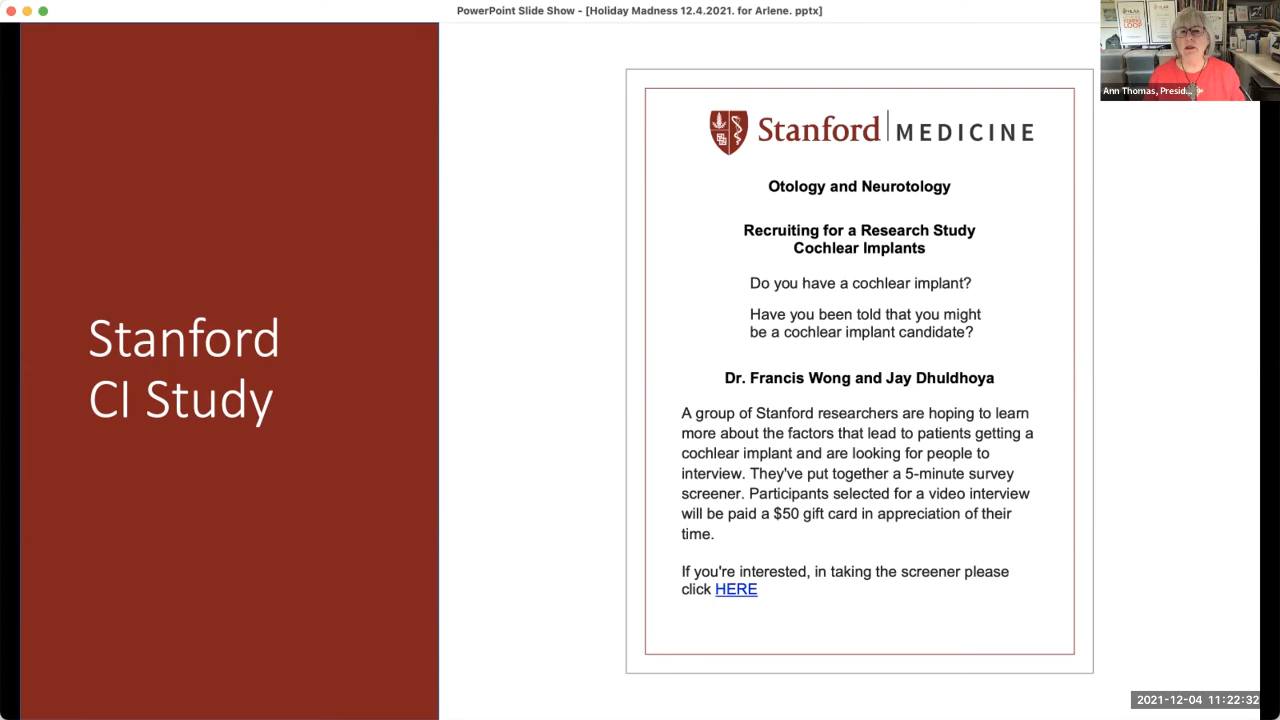 PowerPoint Slide Show - [Holiday Madness 12.4.2021. for Arlene. pptx]
Ann Thomas, Presid...
Stanford
CI Study
Stanford MEDICINE
Otology and Neurotology
Recruiting for a Research Study
Cochlear Implants
Do you have a cochlear implant?
Have you been told that you might
be a cochlear implant candidate?
Dr. Francis Wong and Jay Dhuldhoya
A group of Stanford researchers are hoping to learn
more about the factors that lead to patients getting a
cochlear implant and are looking for people to
interview. They've put together a 5-minute survey
screener. Participants selected for a video interview
will be paid a $50 gift card in appreciation of their
time.
If you're interested, in taking the screener please
click HERE
2021-12-04 11:22:32